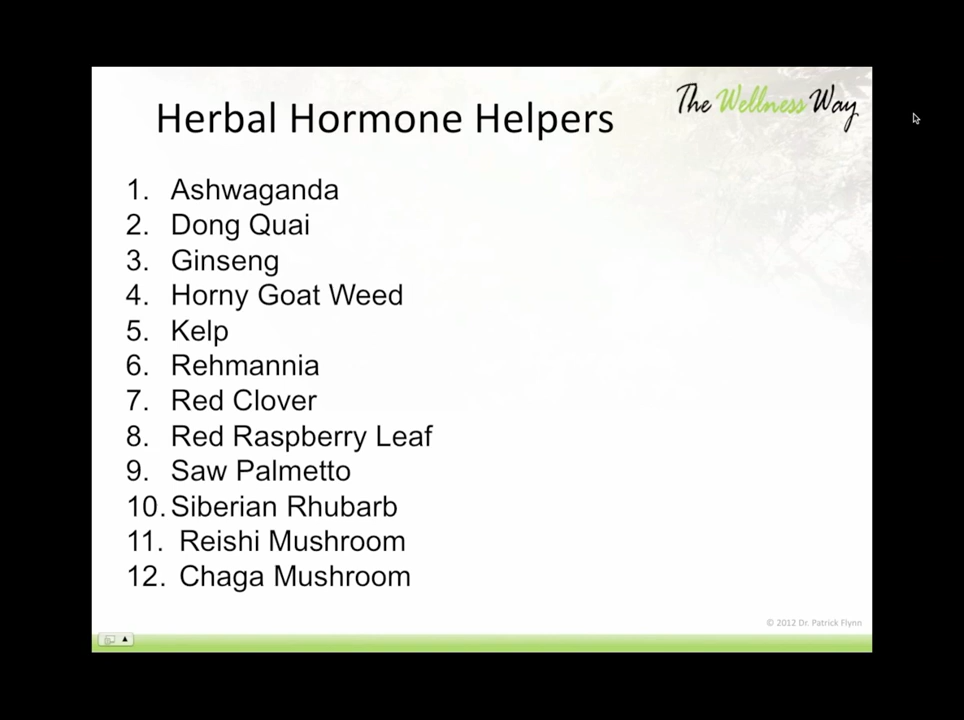 The Wellness Way
Herbal Hormone Helpers
1. Ashwaganda
2. Dong Quai
3. Ginseng
4. Horny Goat Weed
5. Kelp
6. Rehmannia
7. Red Clover
8. Red Raspberry Leaf
9. Saw Palmetto
10. Siberian Rhubarb
11. Reishi Mushroom
12. Chaga Mushroom
© 2012 Dr. Patrick Flynn